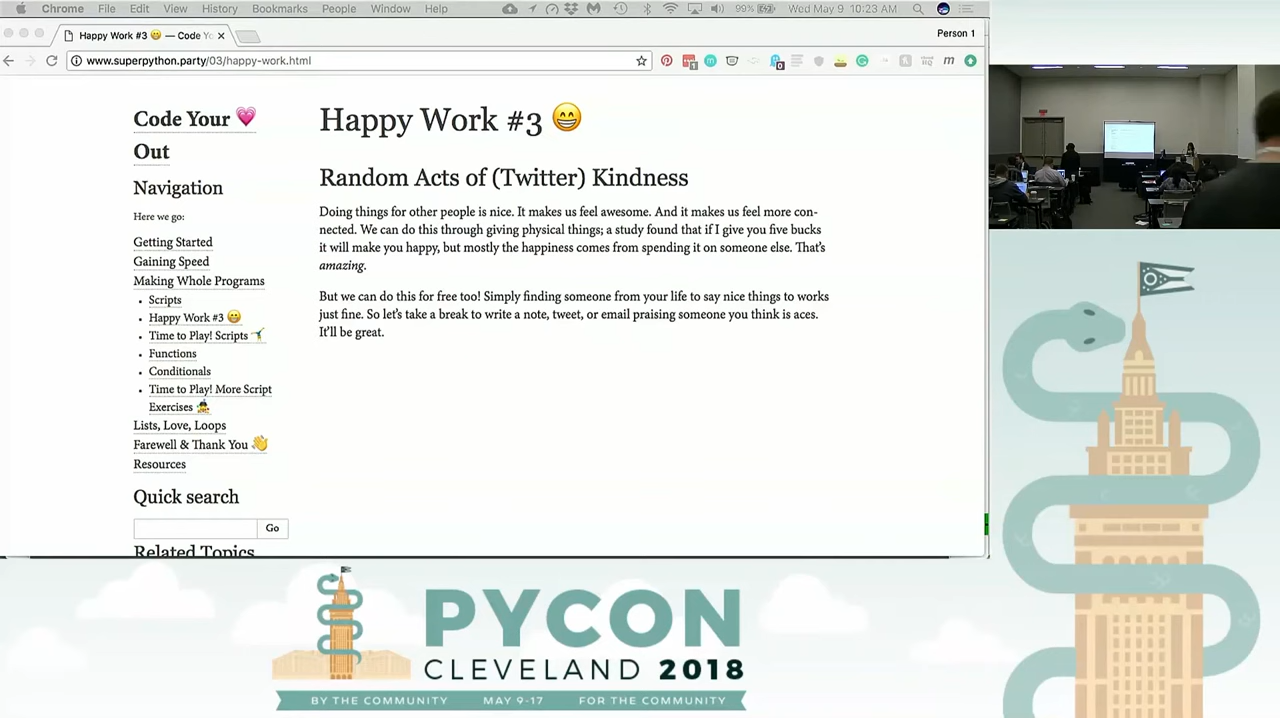 Chrome File Edit View History Bookmarks People Window Help 99% Wed May 9 10:23 AM
Happy Work #3 😁 — Code Yo
Person 1
www.superpython.party/03/happy-work.html
Code Your 💗
Out
Navigation
Here we go:
Getting Started
Gaining Speed
Making Whole Programs
Scripts
Happy Work #3 😁
Time to Play! Scripts 🤸
Functions
Conditionals
Time to Play! More Script
Exercises 🤹
Lists, Love, Loops
Farewell & Thank You 👋
Resources
Quick search
Go
Related Topics
Happy Work #3 😁
Random Acts of (Twitter) Kindness
Doing things for other people is nice. It makes us feel awesome. And it makes us feel more con-
nected. We can do this through giving physical things; a study found that if I give you five bucks
it will make you happy, but mostly the happiness comes from spending it on someone else. That’s
amazing.
But we can do this for free too! Simply finding someone from your life to say nice things to works
just fine. So let’s take a break to write a note, tweet, or email praising someone you think is aces.
It’ll be great.
PYCON
CLEVELAND 2018
BY THE COMMUNITY MAY 9-17 FOR THE COMMUNITY